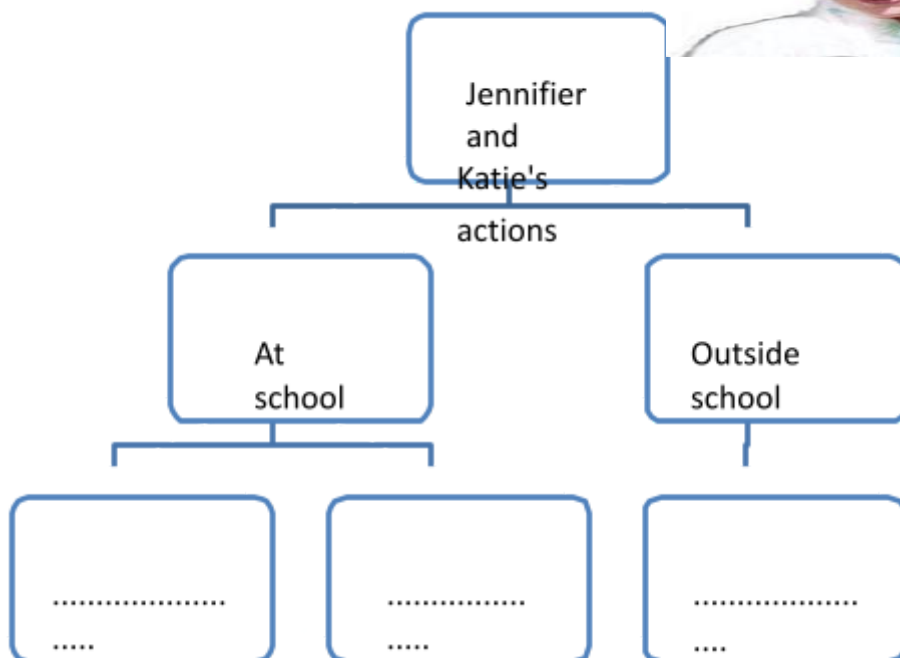 Jennifier
and
Katie's
actions
At
school
Outside
school
....................
.....
................
.....
...................
....